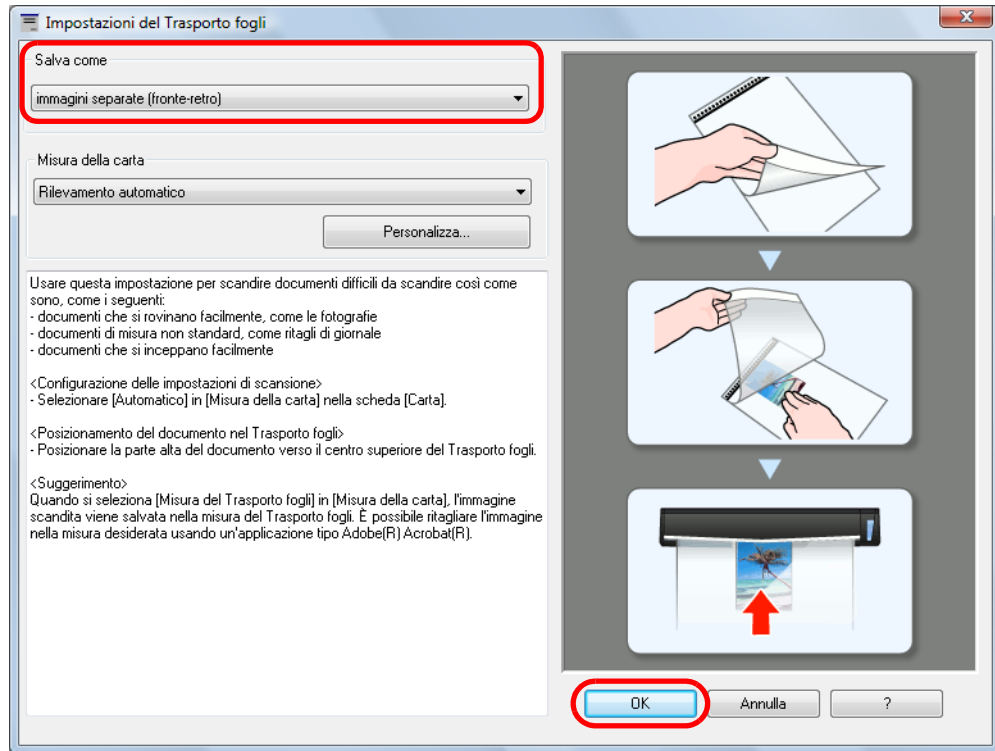 Impostazioni del Trasporto fogli
Salva come
immagini separate (fronte-retro)
Misura della carta
Rilevamento automatico
Personalizza...
Usare questa impostazione per scandire documenti difficili da scandire così come
sono, come i seguenti:
- documenti che si rovinano facilmente, come le fotografie
- documenti di misura non standard, come ritagli di giornale
- documenti che si inceppano facilmente
<Configurazione delle impostazioni di scansione>
- Selezionare [Automatico] in [Misura della carta] nella scheda [Carta].
<Posizionamento del documento nel Trasporto fogli>
- Posizionare la parte alta del documento verso il centro superiore del Trasporto fogli.
<Suggerimento>
Quando si seleziona [Misura del Trasporto fogli] in [Misura della carta], l'immagine
scandita viene salvata nella misura del Trasporto fogli. È possibile ritagliare l'immagine
nella misura desiderata usando un'applicazione tipo Adobe(R) Acrobat(R).
OK
Annulla
?